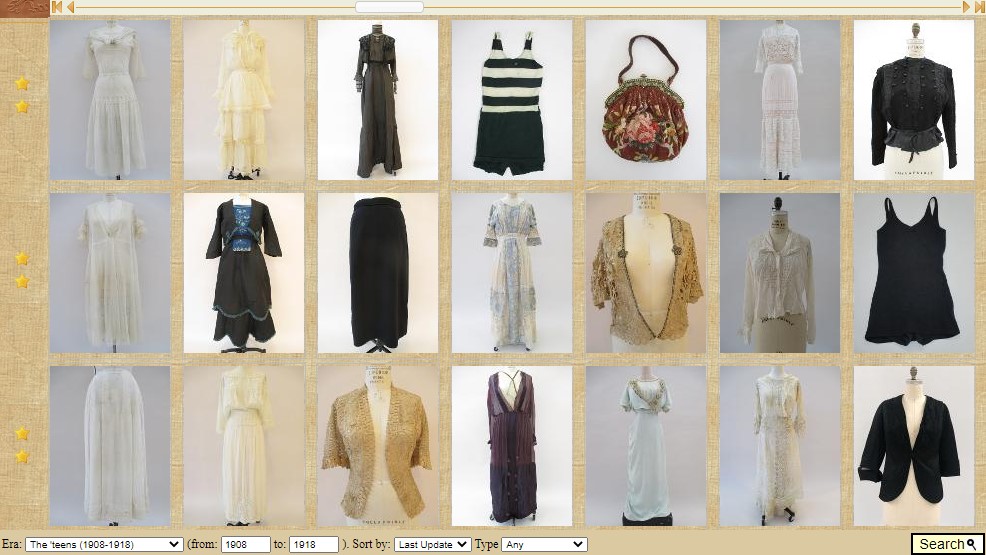 Era: The 'teens (1908-1918) (from: 1908 to: 1918 ). Sort by: Last Update Type Any Search